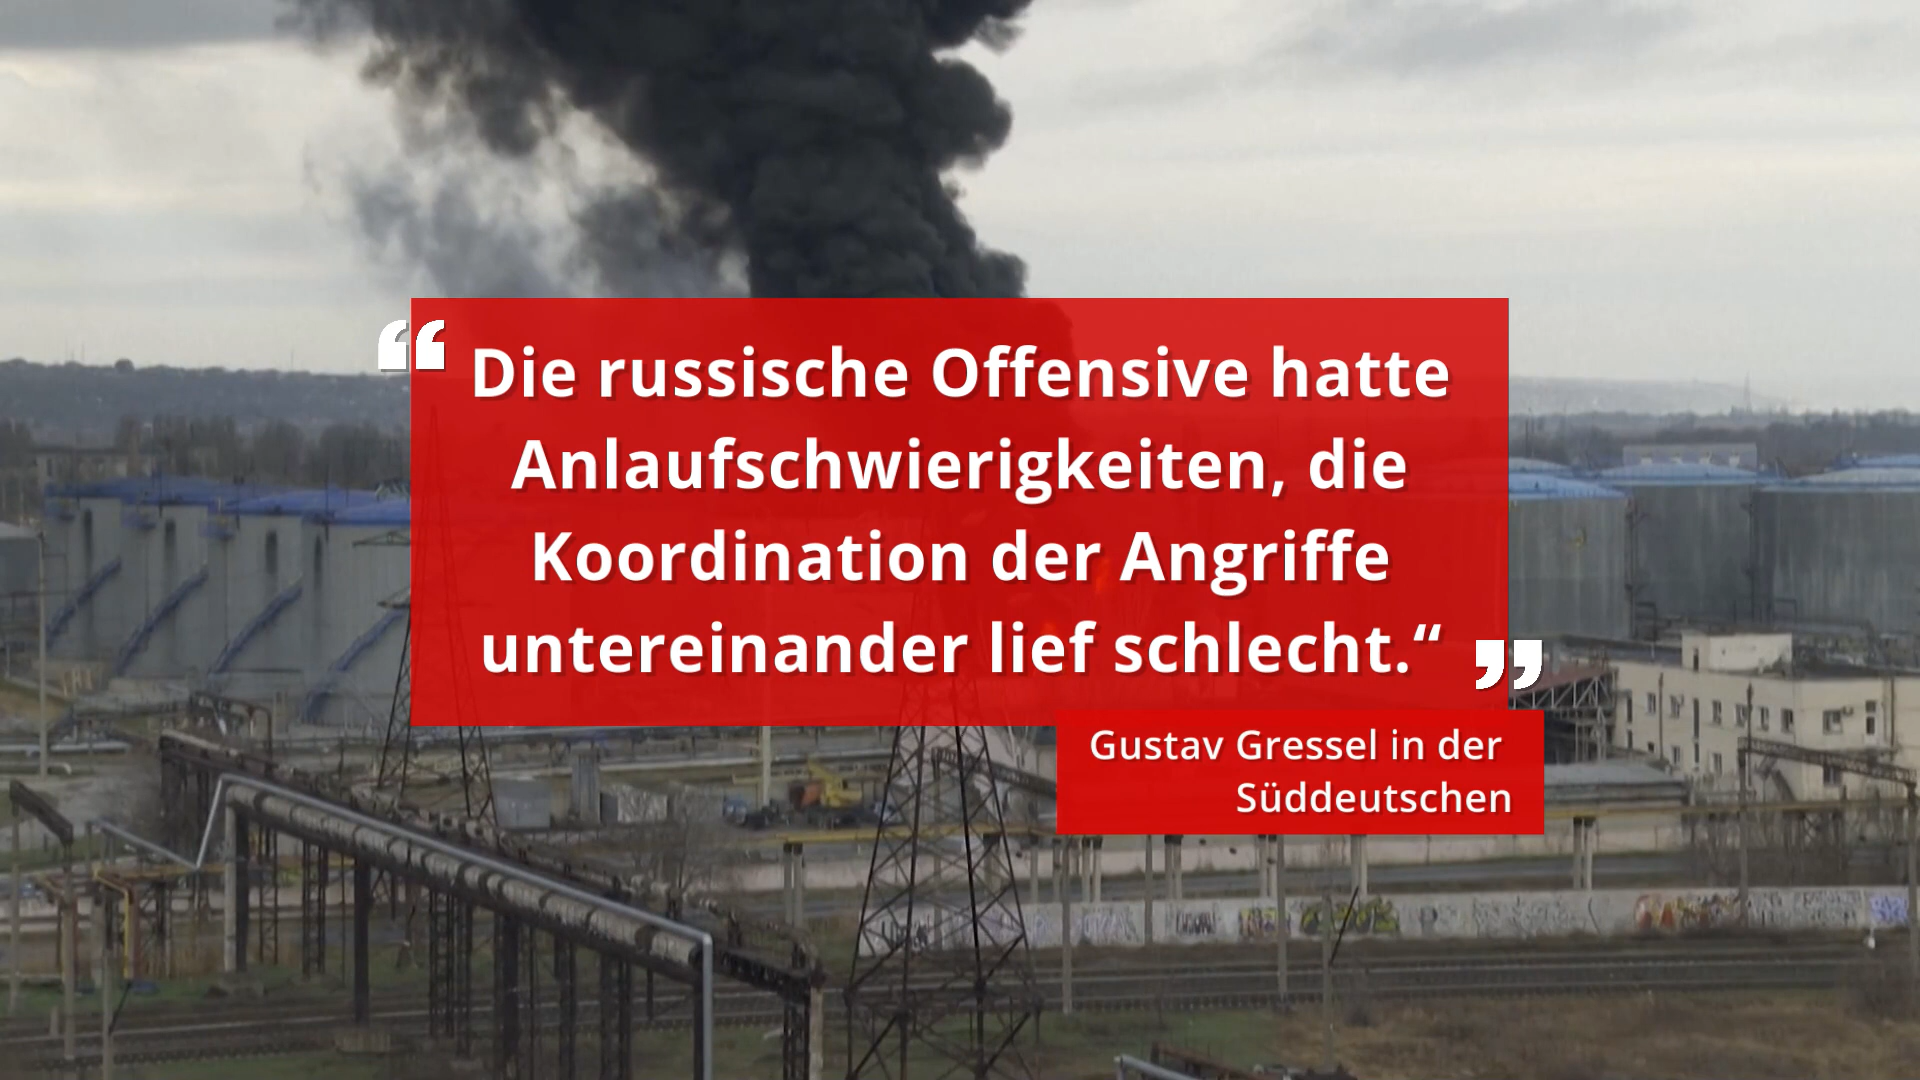 “Die russische Offensive hatte
Anlaufschwierigkeiten, die
Koordination der Angriffe
untereinander lief schlecht.“ ”
Gustav Gressel in der
Süddeutschen